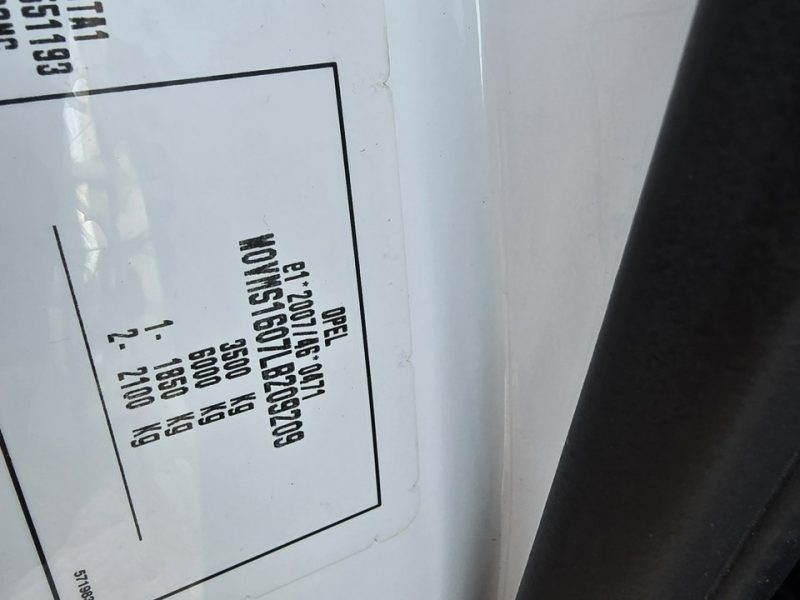 OPEL
e1*2007/46*0471
W0VMS1607LB209209
3500 Kg
6000 Kg
1- 1850 Kg
2- 2100 Kg